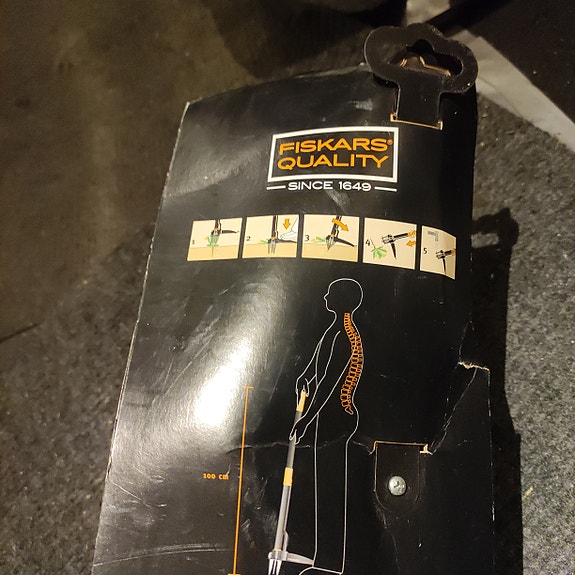 FISKARS®
QUALITY
SINCE 1649
1 2 3 4 5
100 cm